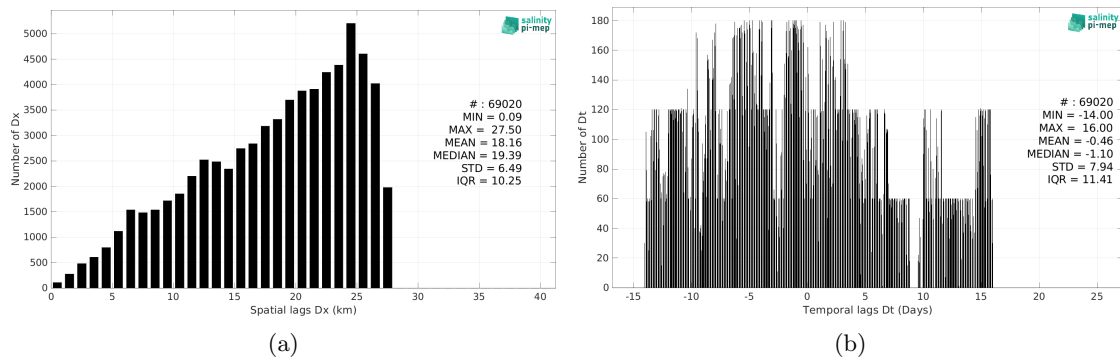 5000
4500
4000
3500
3000
2500
2000
1500
1000
500
0
Number of Dx
0 5 10 15 20 25 30 35 40
Spatial lags Dx (km)
salinity
pi-mep
# : 69020
MIN = 0.09
MAX = 27.50
MEAN = 18.16
MEDIAN = 19.39
STD = 6.49
IQR = 10.25
(a)
180
160
140
120
100
80
60
40
20
0
Number of Dt
-15 -10 -5 0 5 10 15 20 25
Temporal lags Dt (Days)
salinity
pi-mep
# : 69020
MIN = -14.00
MAX = 16.00
MEAN = -0.46
MEDIAN = -1.10
STD = 7.94
IQR = 11.41
(b)